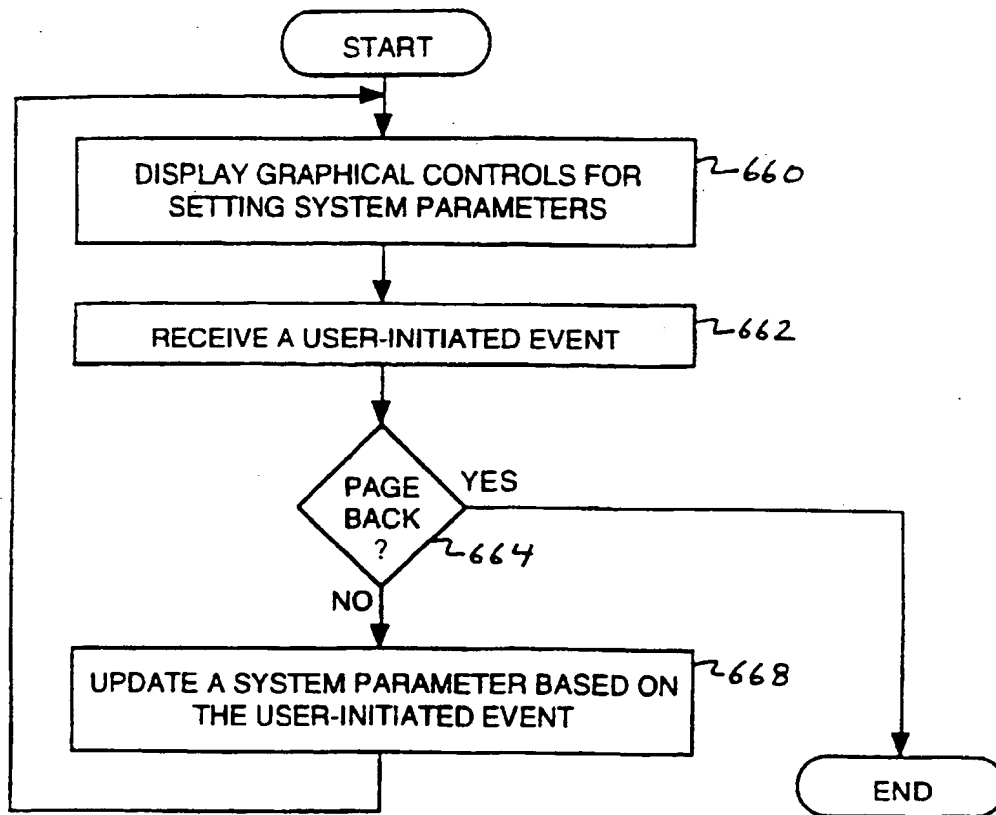 START
DISPLAY GRAPHICAL CONTROLS FOR
SETTING SYSTEM PARAMETERS
660
RECEIVE A USER-INITIATED EVENT
662
PAGE
BACK
?
YES
664
NO
UPDATE A SYSTEM PARAMETER BASED ON
THE USER-INITIATED EVENT
668
END